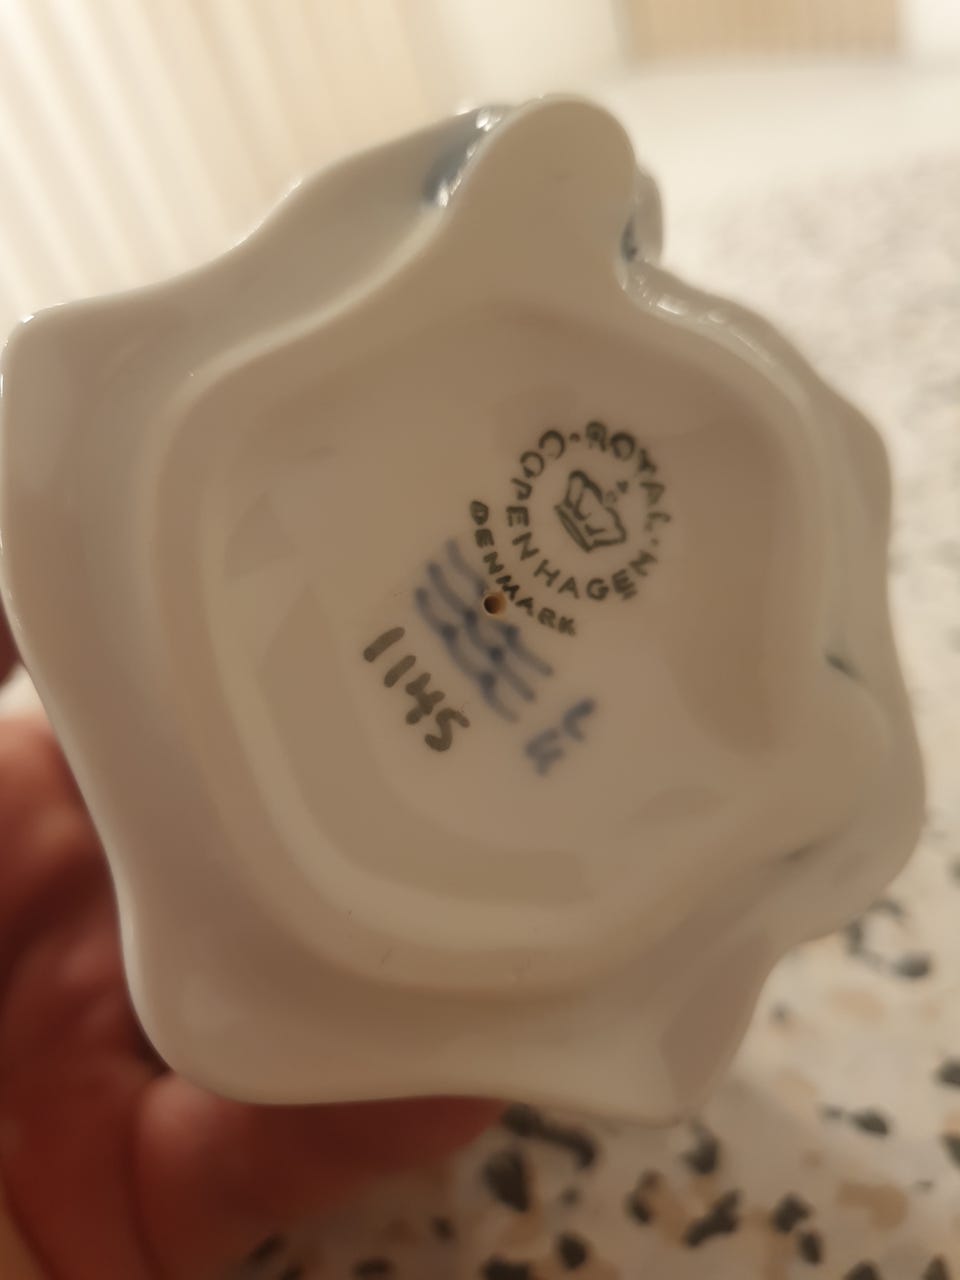 ROYAL COPENHAGEN
DENMARK
1145